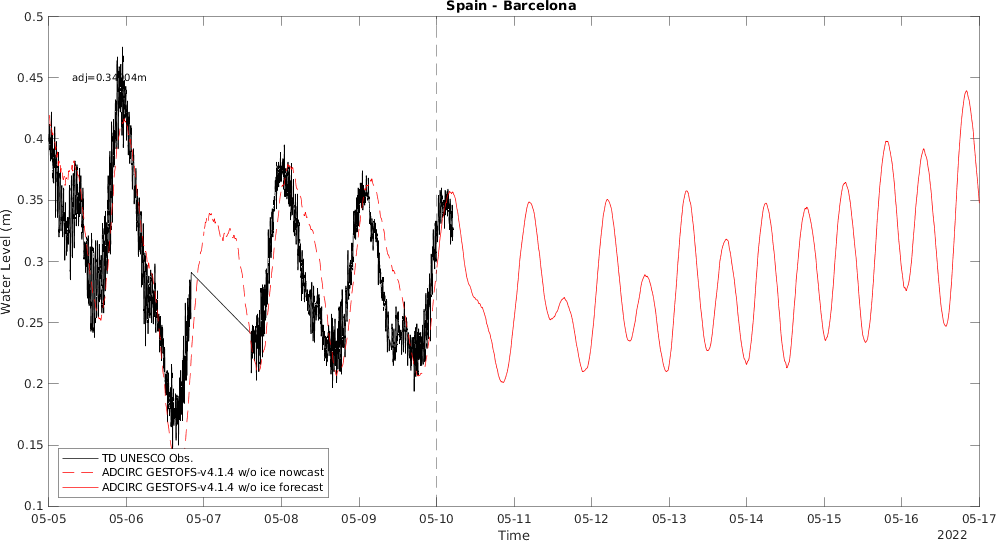 Spain - Barcelona
0.5
0.45
0.4
0.35
0.3
0.25
0.2
0.15
0.1
Water Level (m)
TD UNESCO Obs.
ADCIRC GESTOFS-v4.1.4 w/o ice nowcast
ADCIRC GESTOFS-v4.1.4 w/o ice forecast
05-05 05-06 05-07 05-08 05-09 05-10 05-11 05-12 05-13 05-14 05-15 05-16 05-17
Time
2022